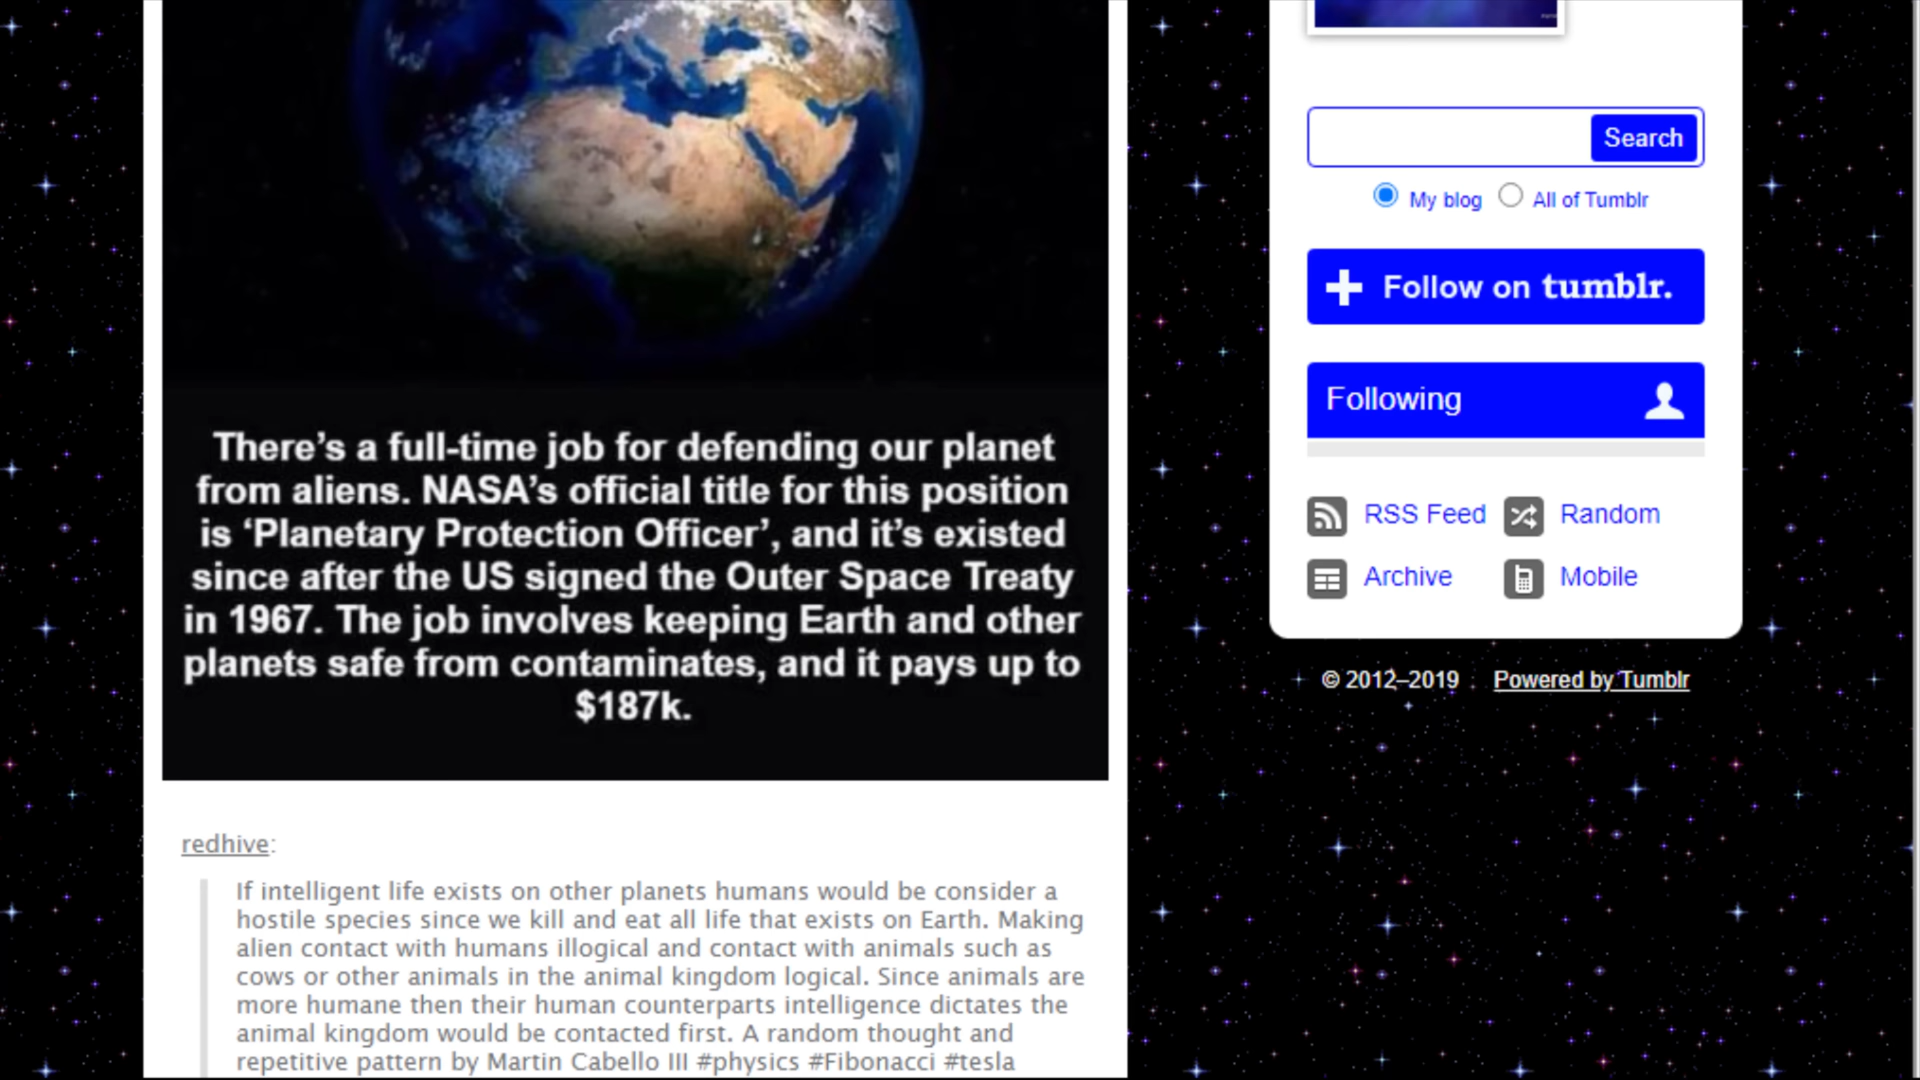 There's a full-time job for defending our planet
from aliens. NASA's official title for this position
is ‘Planetary Protection Officer’, and it's existed
since after the US signed the Outer Space Treaty
in 1967. The job involves keeping Earth and other
planets safe from contaminates, and it pays up to
$187k.
redhive:
If intelligent life exists on other planets humans would be consider a
hostile species since we kill and eat all life that exists on Earth. Making
alien contact with humans illogical and contact with animals such as
cows or other animals in the animal kingdom logical. Since animals are
more humane then their human counterparts intelligence dictates the
animal kingdom would be contacted first. A random thought and
repetitive pattern by Martin Cabello III #physics #Fibonacci #tesla
Search
My blog All of Tumblr
Follow on tumblr.
Following
RSS Feed Random
Archive Mobile
© 2012–2019 Powered by Tumblr